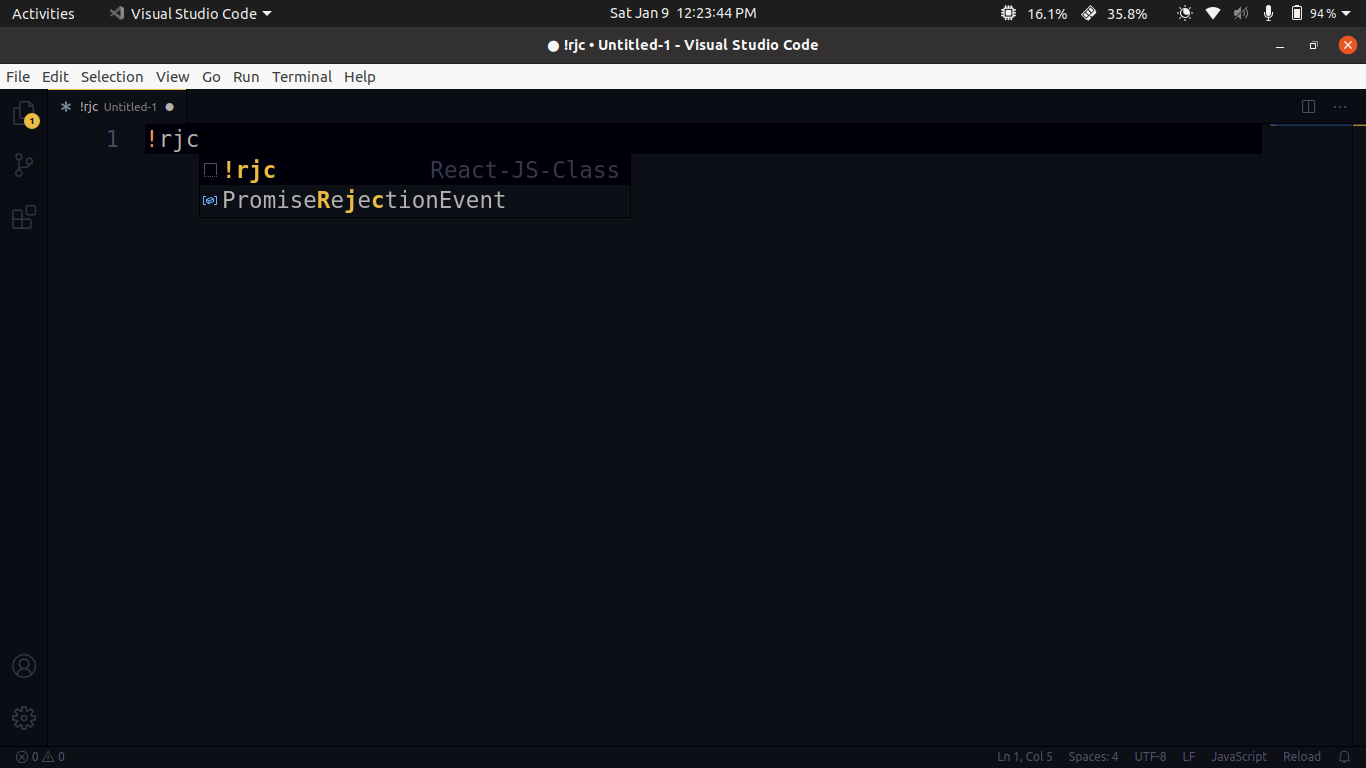 Activities Visual Studio Code Sat Jan 9 12:23:44 PM 16.1% 35.8% 94%
● !rjc • Untitled-1 - Visual Studio Code
File Edit Selection View Go Run Terminal Help
!rjc Untitled-1
1
1 !rjc
!rjc React-JS-Class
PromiseRejectionEvent
0 0 Ln 1, Col 5 Spaces: 4 UTF-8 LF JavaScript Reload